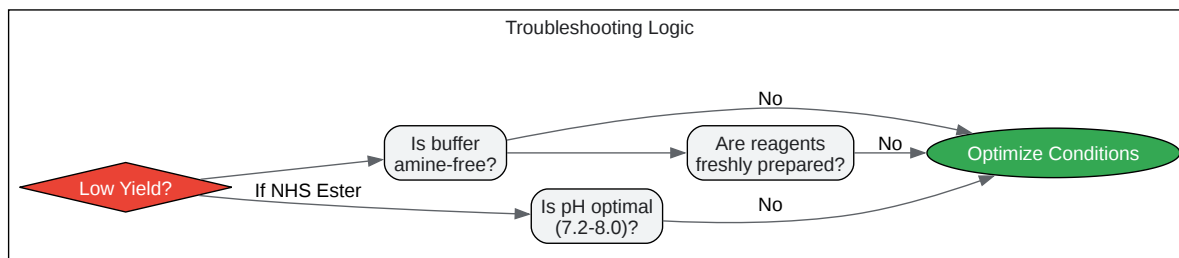 Troubleshooting Logic
No
Is buffer
amine-free?
Are reagents
freshly prepared?
No
Optimize Conditions
Low Yield?
If NHS Ester
Is pH optimal
(7.2-8.0)?
No